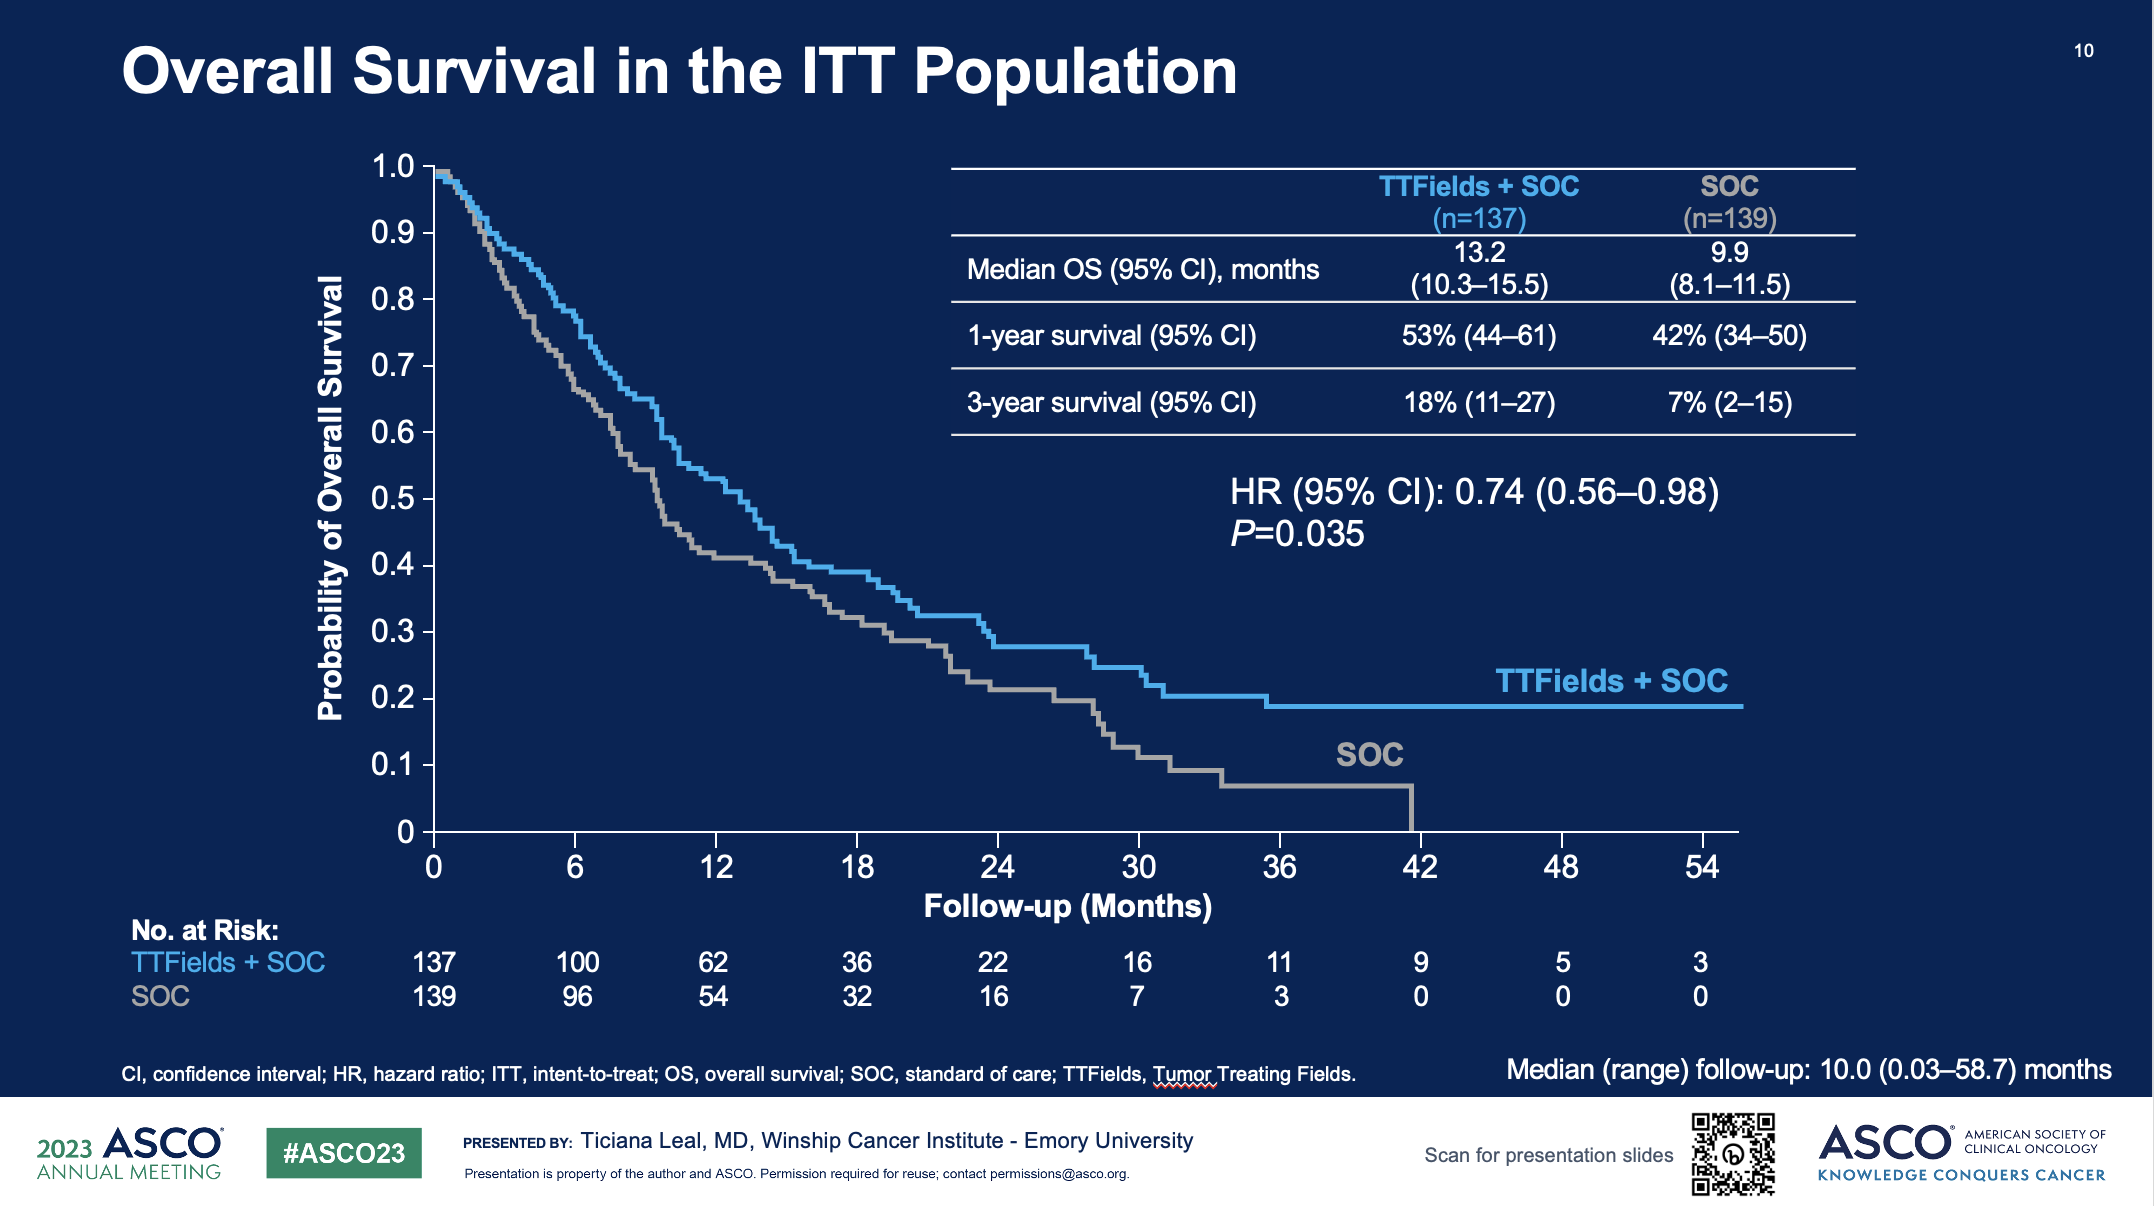 Overall Survival in the ITT Population
10
Probability of Overall Survival
1.0
0.9
0.8
0.7
0.6
0.5
0.4
0.3
0.2
0.1
0
TTFields + SOC SOC
(n=137) (n=139)
Median OS (95% CI), months 13.2 (10.3–15.5) 9.9 (8.1–11.5)
1-year survival (95% CI) 53% (44–61) 42% (34–50)
3-year survival (95% CI) 18% (11–27) 7% (2–15)
HR (95% CI): 0.74 (0.56–0.98)
P=0.035
TTFields + SOC
SOC
0 6 12 18 24 30 36 42 48 54
Follow-up (Months)
No. at Risk:
TTFields + SOC 137 100 62 36 22 16 11 9 5 3
SOC 139 96 54 32 16 7 3 0 0 0
CI, confidence interval; HR, hazard ratio; ITT, intent-to-treat; OS, overall survival; SOC, standard of care; TTFields, Tumor Treating Fields.
Median (range) follow-up: 10.0 (0.03–58.7) months
2023 ASCO®
ANNUAL MEETING
#ASCO23
PRESENTED BY: Ticiana Leal, MD, Winship Cancer Institute - Emory University
Presentation is property of the author and ASCO. Permission required for reuse; contact permissions@asco.org.
Scan for presentation slides
ASCO® AMERICAN SOCIETY OF
CLINICAL ONCOLOGY
KNOWLEDGE CONQUERS CANCER